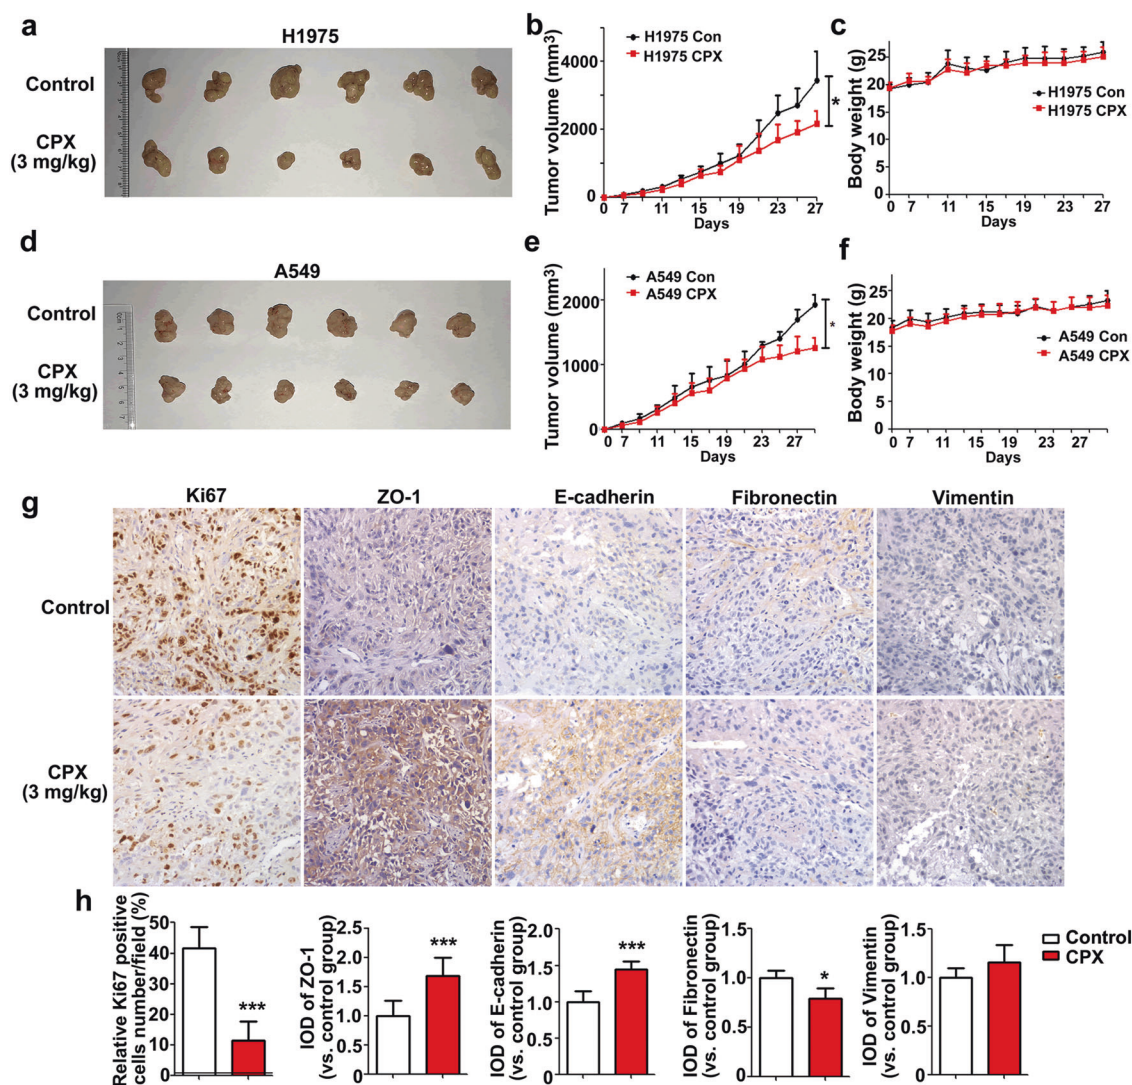 a
H1975
Control
CPX
(3 mg/kg)
b
H1975 Con
H1975 CPX
Tumor volume (mm³)
6000
4000
2000
0
*
0 7 11 15 19 23 27
Days
c
Body weight (g)
25
20
15
10
5
0
H1975 Con
H1975 CPX
0 7 11 15 19 23 27
Days
d
A549
Control
CPX
(3 mg/kg)
0cm 1 2 3 4 5 6 7
e
A549 Con
A549 CPX
Tumor volume (mm³)
2000
1000
0
*
0 7 11 15 19 23 27
Days
f
Body weight (g)
25
20
15
10
5
0
A549 Con
A549 CPX
0 7 11 15 19 23 27
Days
g
Ki67 ZO-1 E-cadherin Fibronectin Vimentin
Control
CPX
(3 mg/kg)
h
Relative Ki67 positive
cells number/field (%)
50
40
30
20
10
0
***
IOD of ZO-1
(vs. control group)
2.5
2.0
1.5
1.0
0.5
0
***
IOD of E-cadherin
(vs. control group)
2.0
1.5
1.0
0.5
0
***
IOD of Fibronectin
(vs. control group)
1.5
1.0
0.5
0
*
IOD of Vimentin
(vs. control group)
1.5
1.0
0.5
0
Control
CPX